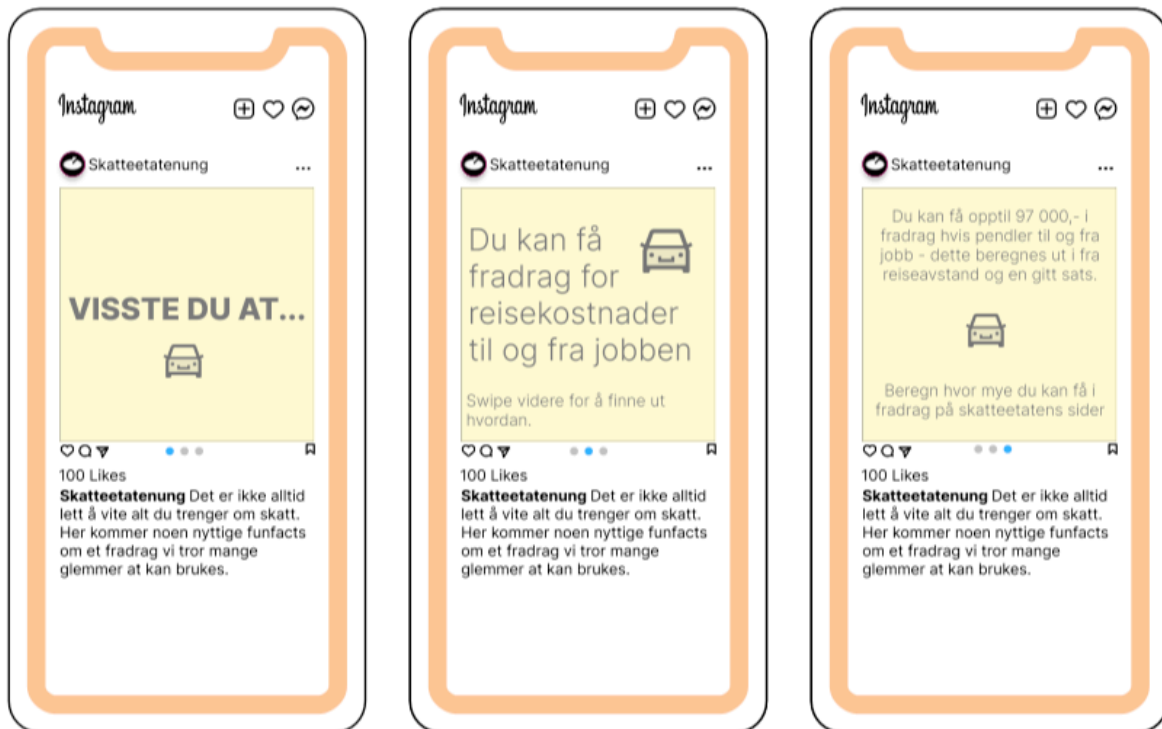 Instagram
Skatteetatenung
VISSTE DU AT...
100 Likes
Skatteetatenung Det er ikke alltid
lett å vite alt du trenger om skatt.
Her kommer noen nyttige funfacts
om et fradrag vi tror mange
glemmer at kan brukes.
Instagram
Skatteetatenung
Du kan få
fradrag for
reisekostnader
til og fra jobben
Swipe videre for å finne ut
hvordan.
100 Likes
Skatteetatenung Det er ikke alltid
lett å vite alt du trenger om skatt.
Her kommer noen nyttige funfacts
om et fradrag vi tror mange
glemmer at kan brukes.
Instagram
Skatteetatenung
Du kan få opptil 97 000,- i
fradrag hvis pendler til og fra
jobb - dette beregnes ut i fra
reiseavstand og en gitt sats.
Beregn hvor mye du kan få i
fradrag på skatteetatens sider
100 Likes
Skatteetatenung Det er ikke alltid
lett å vite alt du trenger om skatt.
Her kommer noen nyttige funfacts
om et fradrag vi tror mange
glemmer at kan brukes.